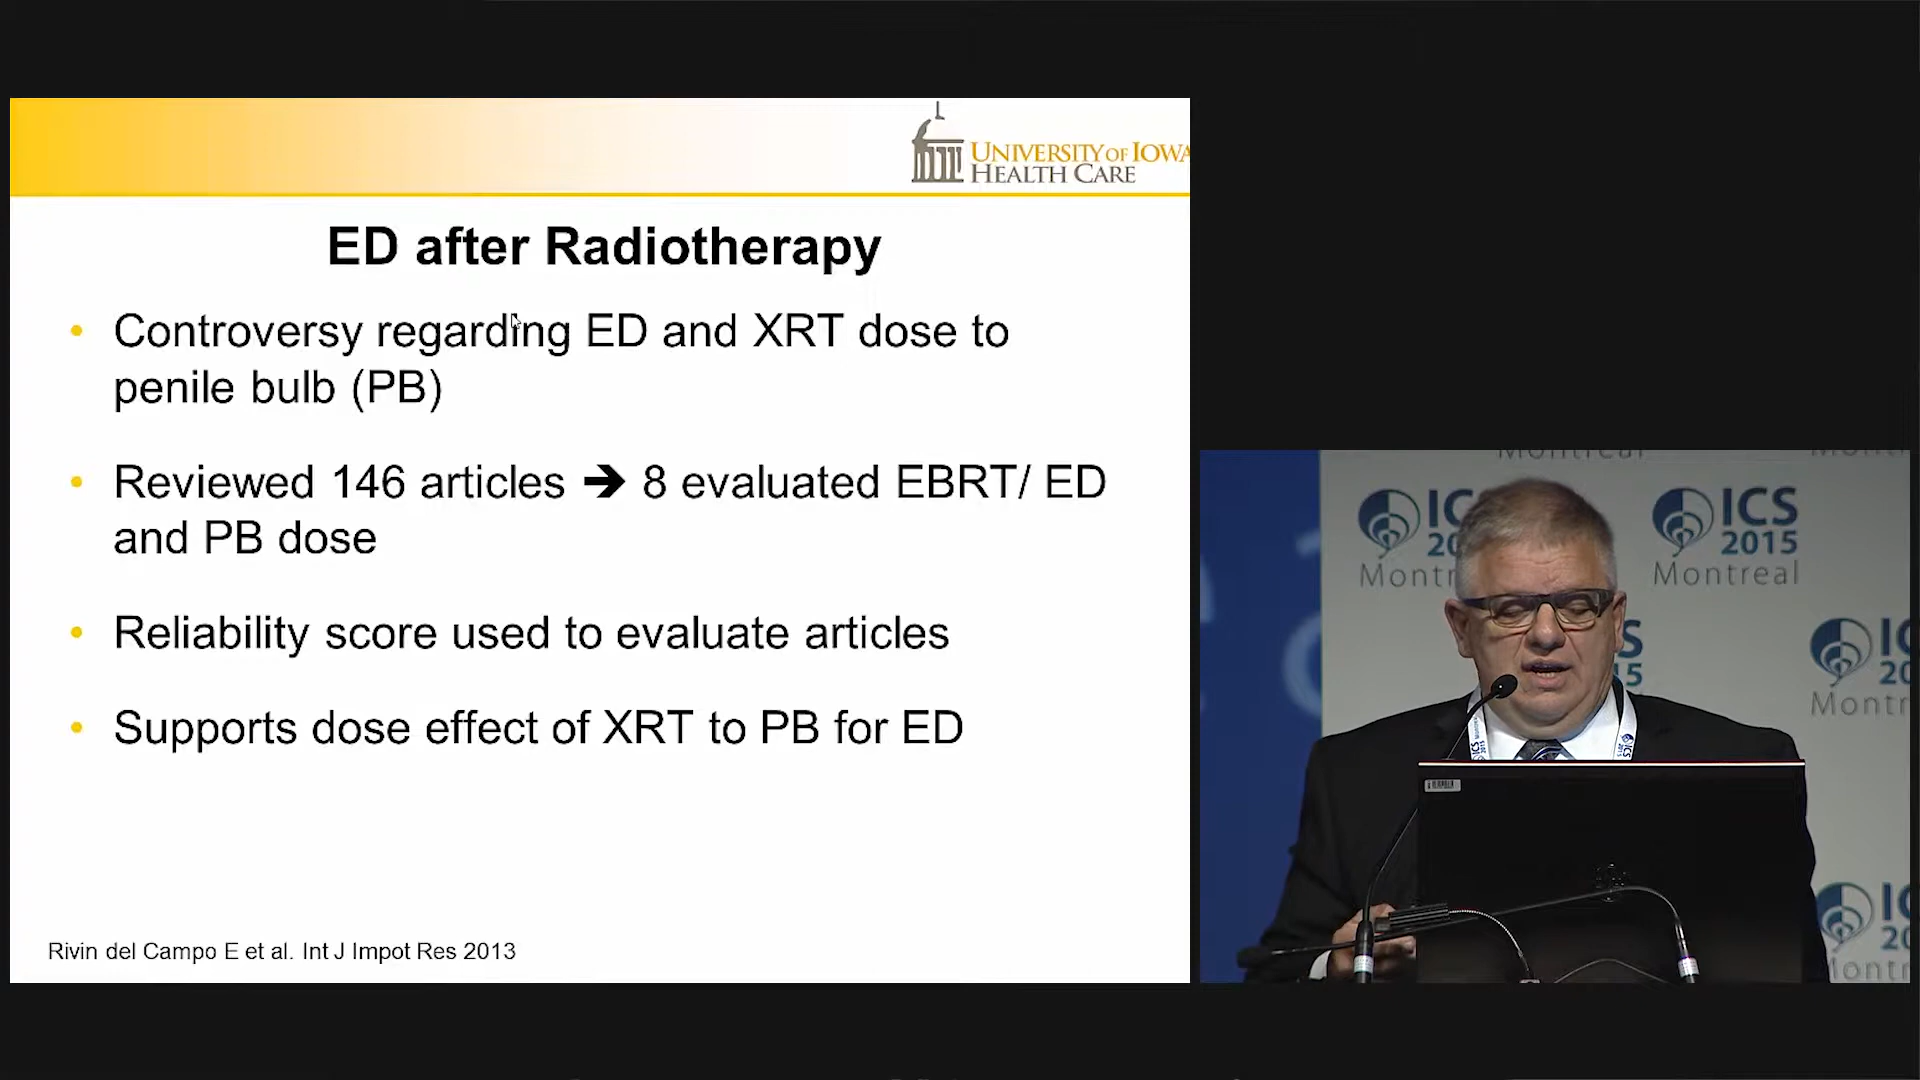 UNIVERSITY OF IOWA
HEALTH CARE
ED after Radiotherapy
• Controversy regarding ED and XRT dose to
penile bulb (PB)
• Reviewed 146 articles ➔ 8 evaluated EBRT/ ED
and PB dose
• Reliability score used to evaluate articles
• Supports dose effect of XRT to PB for ED
Rivin del Campo E et al. Int J Impot Res 2013
Montreal
ICS
2015
Montreal